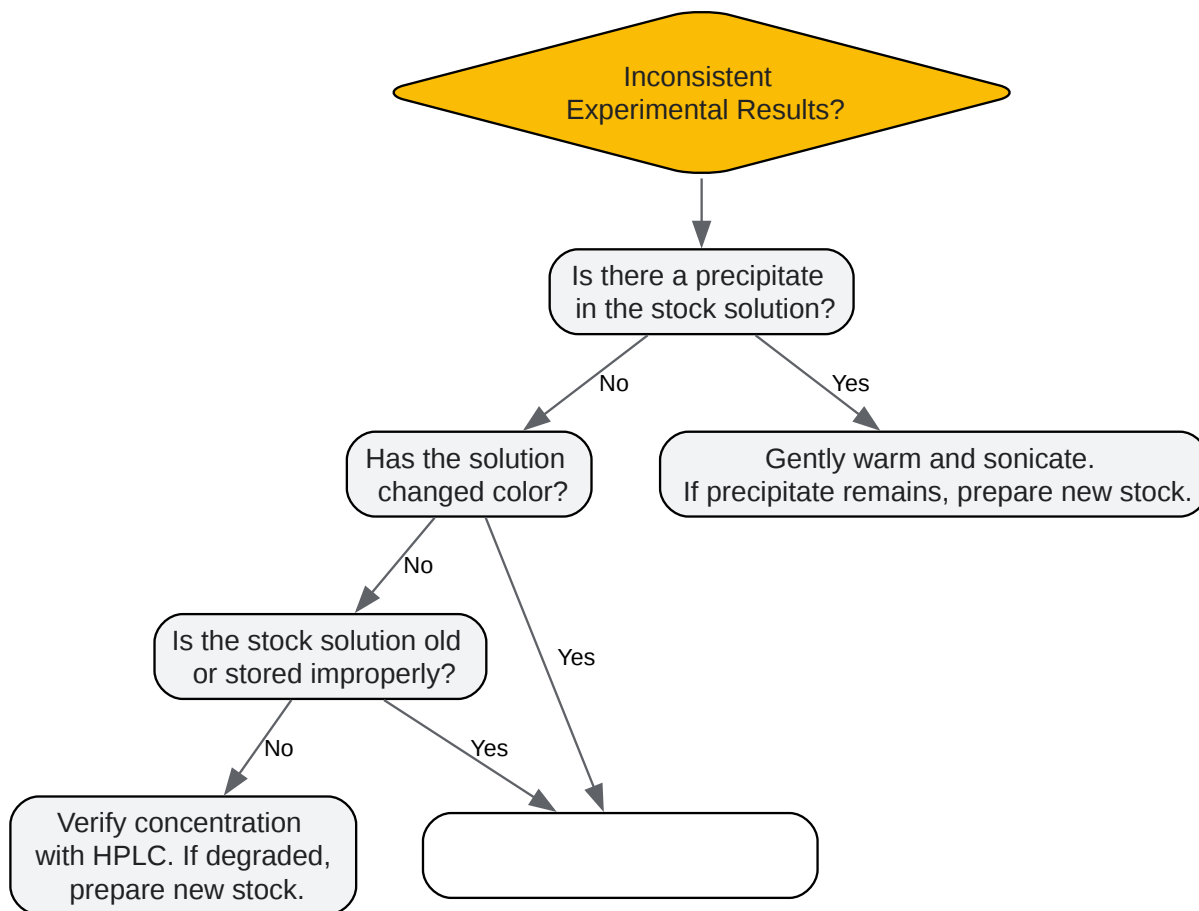 Inconsistent
Experimental Results?
Is there a precipitate
in the stock solution?
No
Yes
Has the solution
changed color?
Gently warm and sonicate.
If precipitate remains, prepare new stock.
No
Is the stock solution old
or stored improperly?
Yes
No
Yes
Verify concentration
with HPLC. If degraded,
prepare new stock.